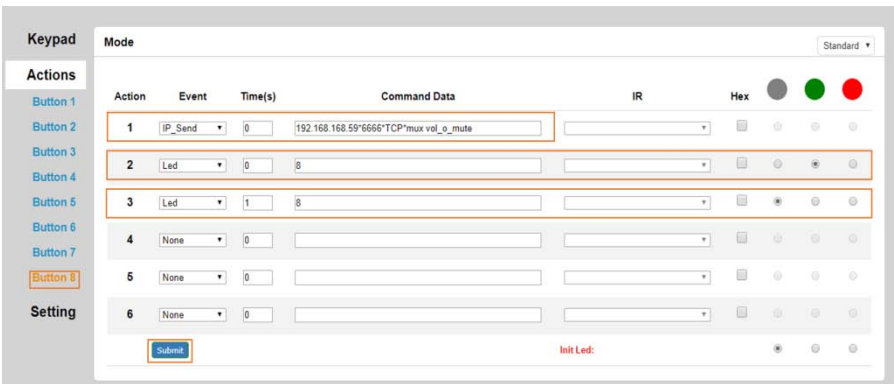 Keypad
Mode
Standard
Actions
Action Event Time(s) Command Data IR Hex
Button 1
Button 2
Button 3
Button 4
Button 5
Button 6
Button 7
Button 8
Setting
1 IP_Send 0 192.168.168.59*6666*TCP*mux vol_o_mute
2 Led 0 8
3 Led 1 8
4 None 0
5 None 0
6 None 0
Submit Init Led: